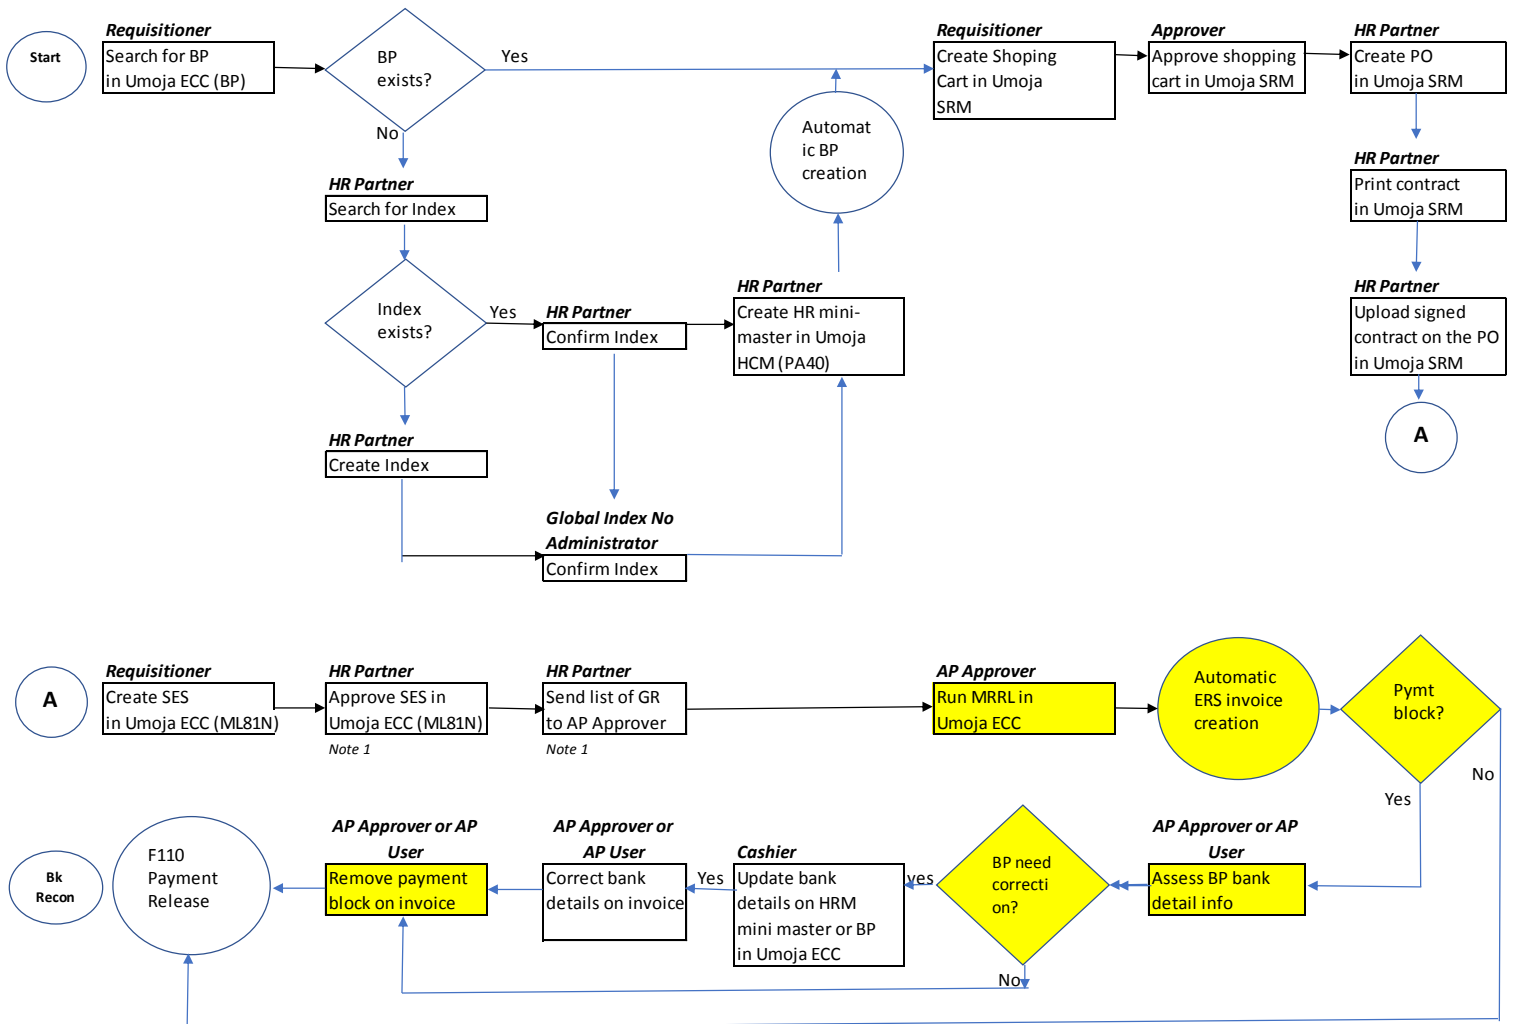 Start
Requisitioner
Search for BP
in Umoja ECC (BP)
BP
exists?
Yes
No
Requisitioner
Create Shoping
Cart in Umoja
SRM
Approver
Approve shopping
cart in Umoja SRM
HR Partner
Create PO
in Umoja SRM
Automat
ic BP
creation
HR Partner
Search for Index
HR Partner
Print contract
in Umoja SRM
Index
exists?
Yes
HR Partner
Confirm Index
HR Partner
Create HR mini-
master in Umoja
HCM (PA40)
HR Partner
Upload signed
contract on the PO
in Umoja SRM
A
HR Partner
Create Index
Global Index No
Administrator
Confirm Index
A
Requisitioner
Create SES
in Umoja ECC (ML81N)
HR Partner
Approve SES in
Umoja ECC (ML81N)
Note 1
HR Partner
Send list of GR
to AP Approver
Note 1
AP Approver
Run MRRL in
Umoja ECC
Automatic
ERS invoice
creation
Pymt
block?
No
Yes
Bk
Recon
F110
Payment
Release
AP Approver or AP
User
Remove payment
block on invoice
AP Approver or
AP User
Correct bank
details on invoice
Yes
Cashier
Update bank
details on HRM
mini master or BP
in Umoja ECC
yes
BP need
correcti
on?
No
AP Approver or AP
User
Assess BP bank
detail info